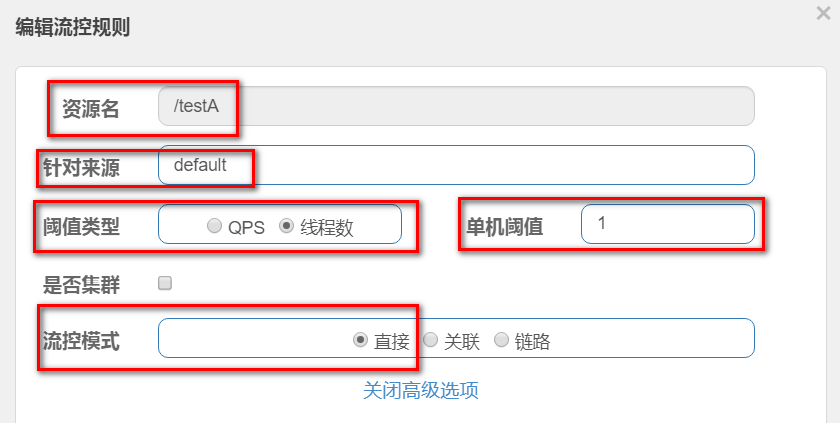 编辑流控规则 ×
资源名 /testA
针对来源 default
阈值类型 QPS 线程数 单机阈值 1
是否集群
流控模式 直接 关联 链路
关闭高级选项